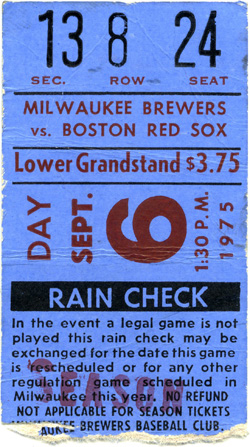 13 8 24
SEC. ROW SEAT
MILWAUKEE BREWERS
vs. BOSTON RED SOX
Lower Grandstand $3.75
DAY
SEPT.
6
1:30 P.M.
1975
RAIN CHECK
In the event a legal game is not
played this rain check may be
exchanged for the date this game
is rescheduled or for any other
regulation game scheduled in
Milwaukee this year. NO REFUND
NOT APPLICABLE FOR SEASON TICKETS
MILWAUKEE BREWERS BASEBALL CLUB.
SEASON